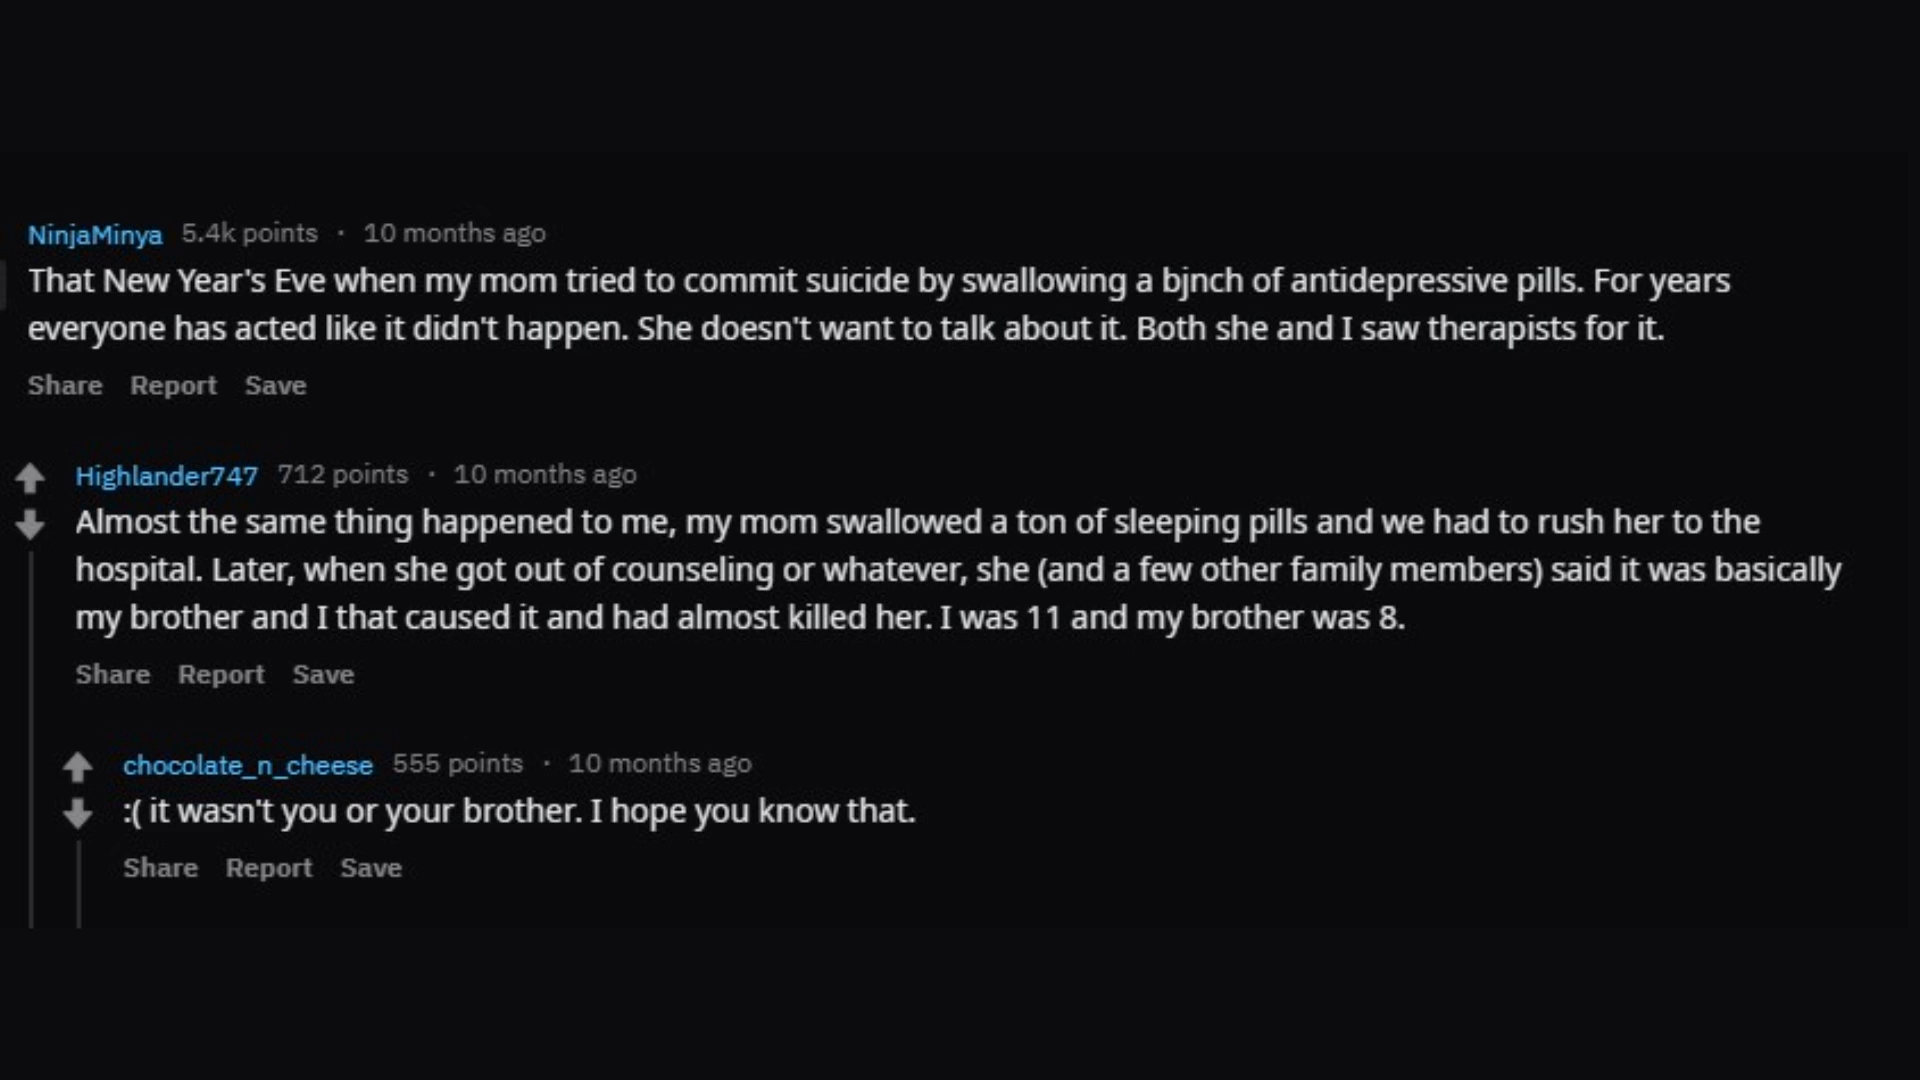 NinjaMinya 5.4k points · 10 months ago
That New Year's Eve when my mom tried to commit suicide by swallowing a bjnch of antidepressive pills. For years
everyone has acted like it didn't happen. She doesn't want to talk about it. Both she and I saw therapists for it.
Share Report Save
Highlander747 712 points · 10 months ago
Almost the same thing happened to me, my mom swallowed a ton of sleeping pills and we had to rush her to the
hospital. Later, when she got out of counseling or whatever, she (and a few other family members) said it was basically
my brother and I that caused it and had almost killed her. I was 11 and my brother was 8.
Share Report Save
chocolate_n_cheese 555 points · 10 months ago
:( it wasn't you or your brother. I hope you know that.
Share Report Save